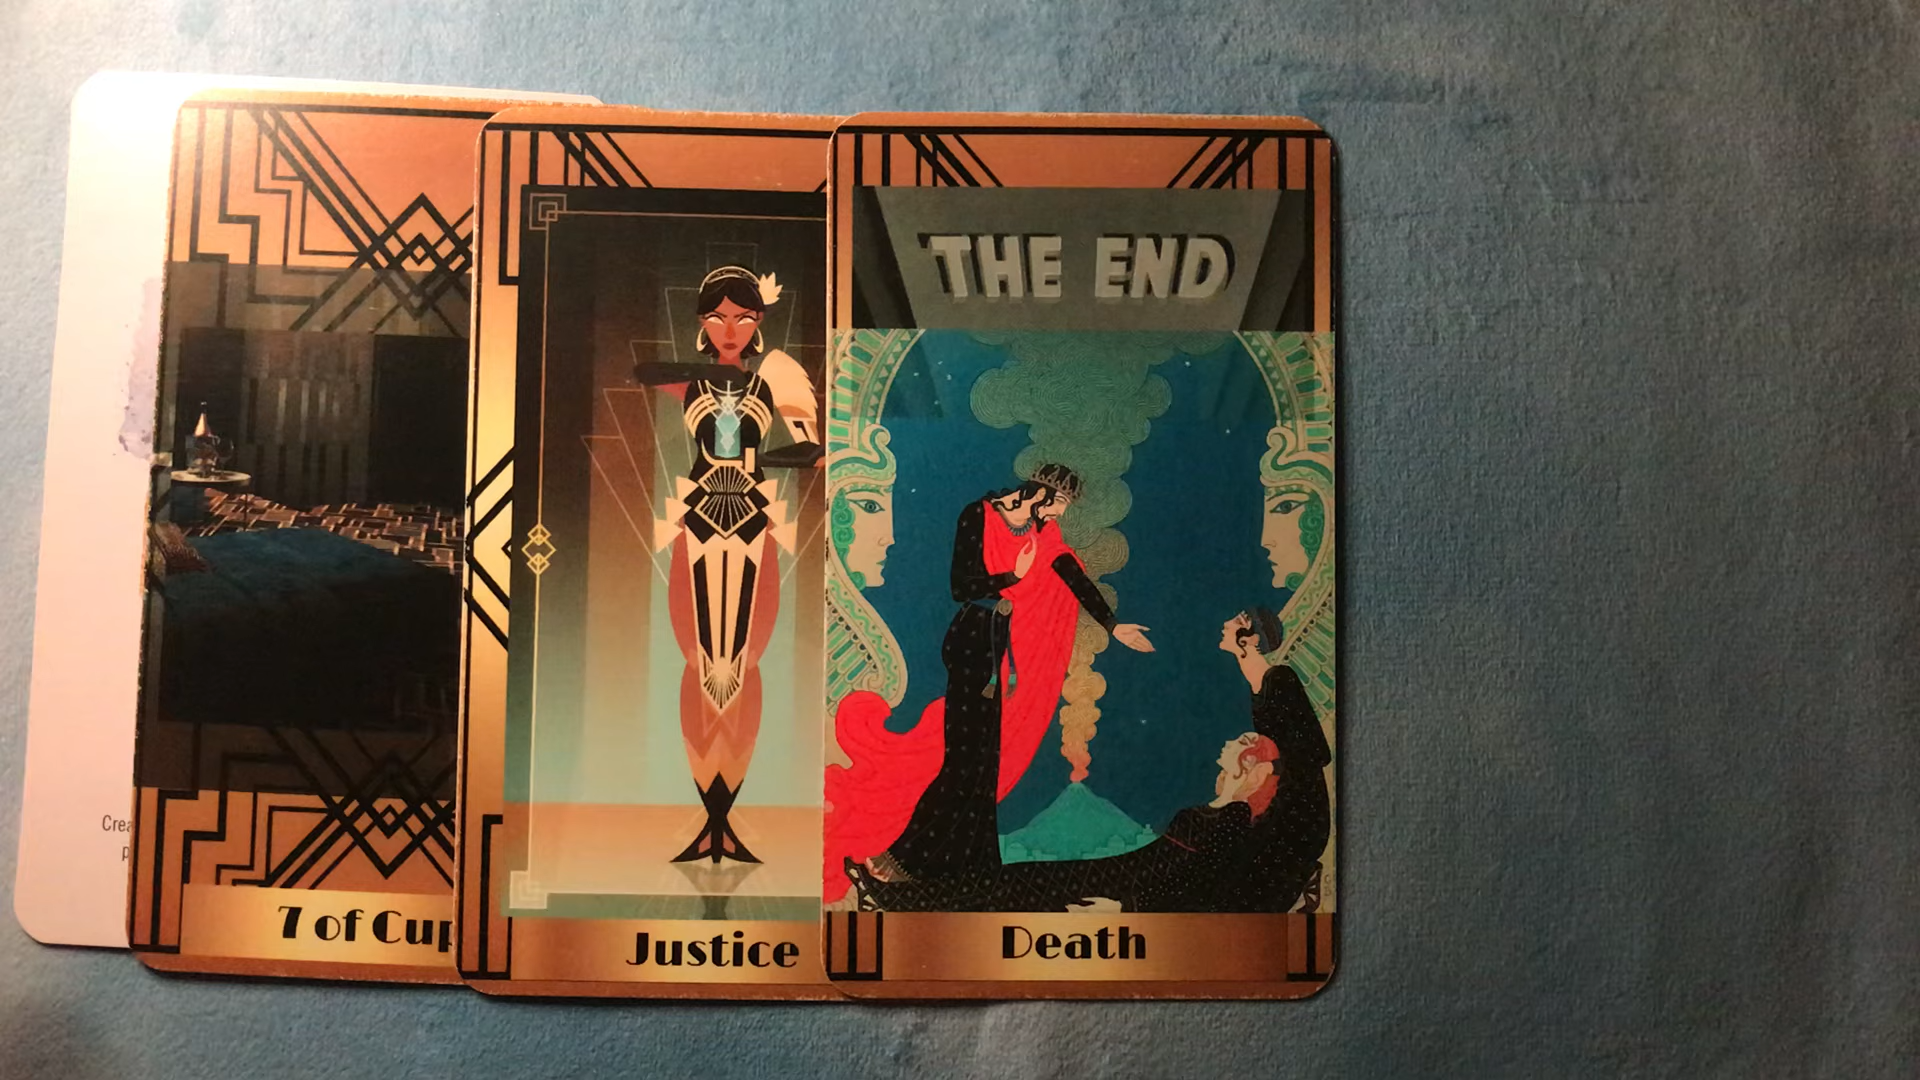 THE END
Crea
p
7 of Cup
Justice
Death